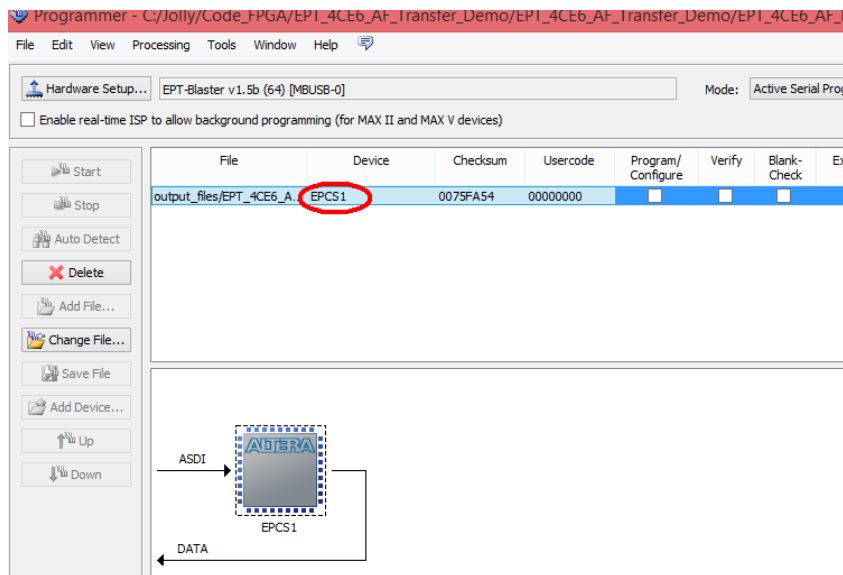 Programmer - C:/Jolly/Code_FPGA/EPT_4CE6_AF_Transfer_Demo/EPT_4CE6_AF_Transfer_Demo/EPT_4CE6_AF_
File Edit View Processing Tools Window Help
Hardware Setup... EPT-Blaster v1.5b (64) [MBUSB-0] Mode: Active Serial Prog
Enable real-time ISP to allow background programming (for MAX II and MAX V devices)
File Device Checksum Usercode Program/ Verify Blank- Ex
Configure Check
output_files/EPT_4CE6_A... EPCS1 0075FA54 00000000
Start
Stop
Auto Detect
Delete
Add File...
Change File...
Save File
Add Device...
Up
Down
ASDI
ALTERA
EPCS1
DATA